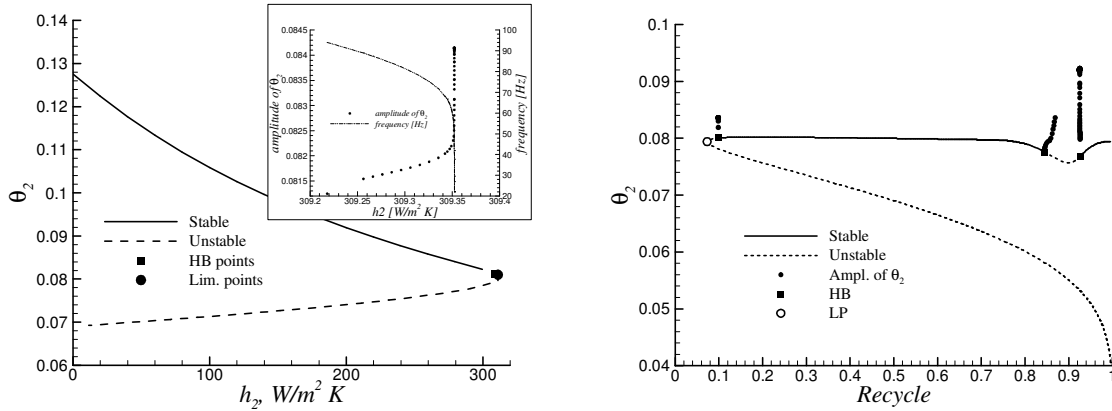 0.14
0.13
0.12
0.11
0.1
0.09
0.08
0.07
0.06
θ2
0
100
200
300
h2, W/m2 K
Stable
Unstable
HB points
Lim. points
0.0845
0.084
0.0835
0.083
0.0825
0.082
0.0815
amplitude of θ2
100
90
80
70
60
50
40
30
20
frequency [Hz]
amplitude of θ2
frequency [Hz]
309.2
309.25
309.3
309.35
309.4
h2 [W/m2 K]
0.1
0.09
0.08
0.07
0.06
0.05
0.04
θ2
0
0.1
0.2
0.3
0.4
0.5
0.6
0.7
0.8
0.9
1
Recycle
Stable
Unstable
Ampl. of θ2
HB
LP